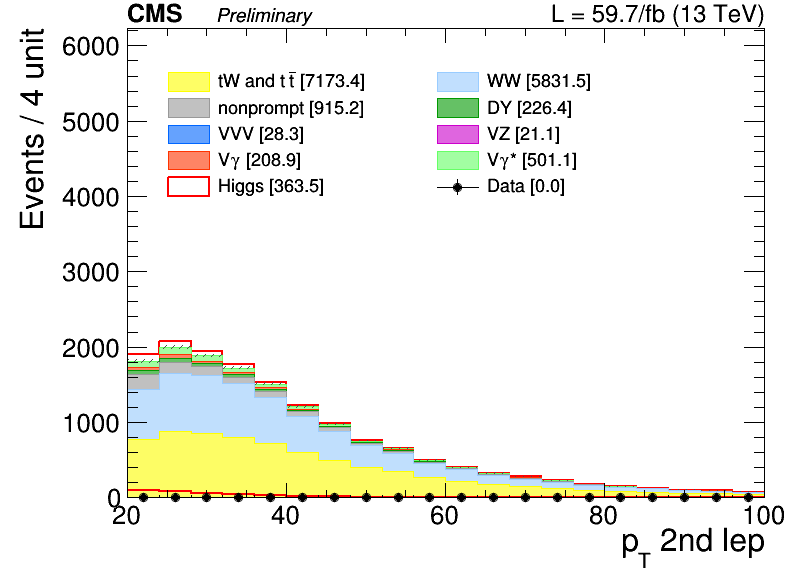 CMS Preliminary L = 59.7/fb (13 TeV)
Events / 4 unit
6000
5000
4000
3000
2000
1000
0
tW and t t̅ [7173.4]
WW [5831.5]
nonprompt [915.2]
DY [226.4]
VVV [28.3]
VZ [21.1]
Vγ [208.9]
Vγ* [501.1]
Higgs [363.5]
Data [0.0]
20 40 60 80 100
pT 2nd lep